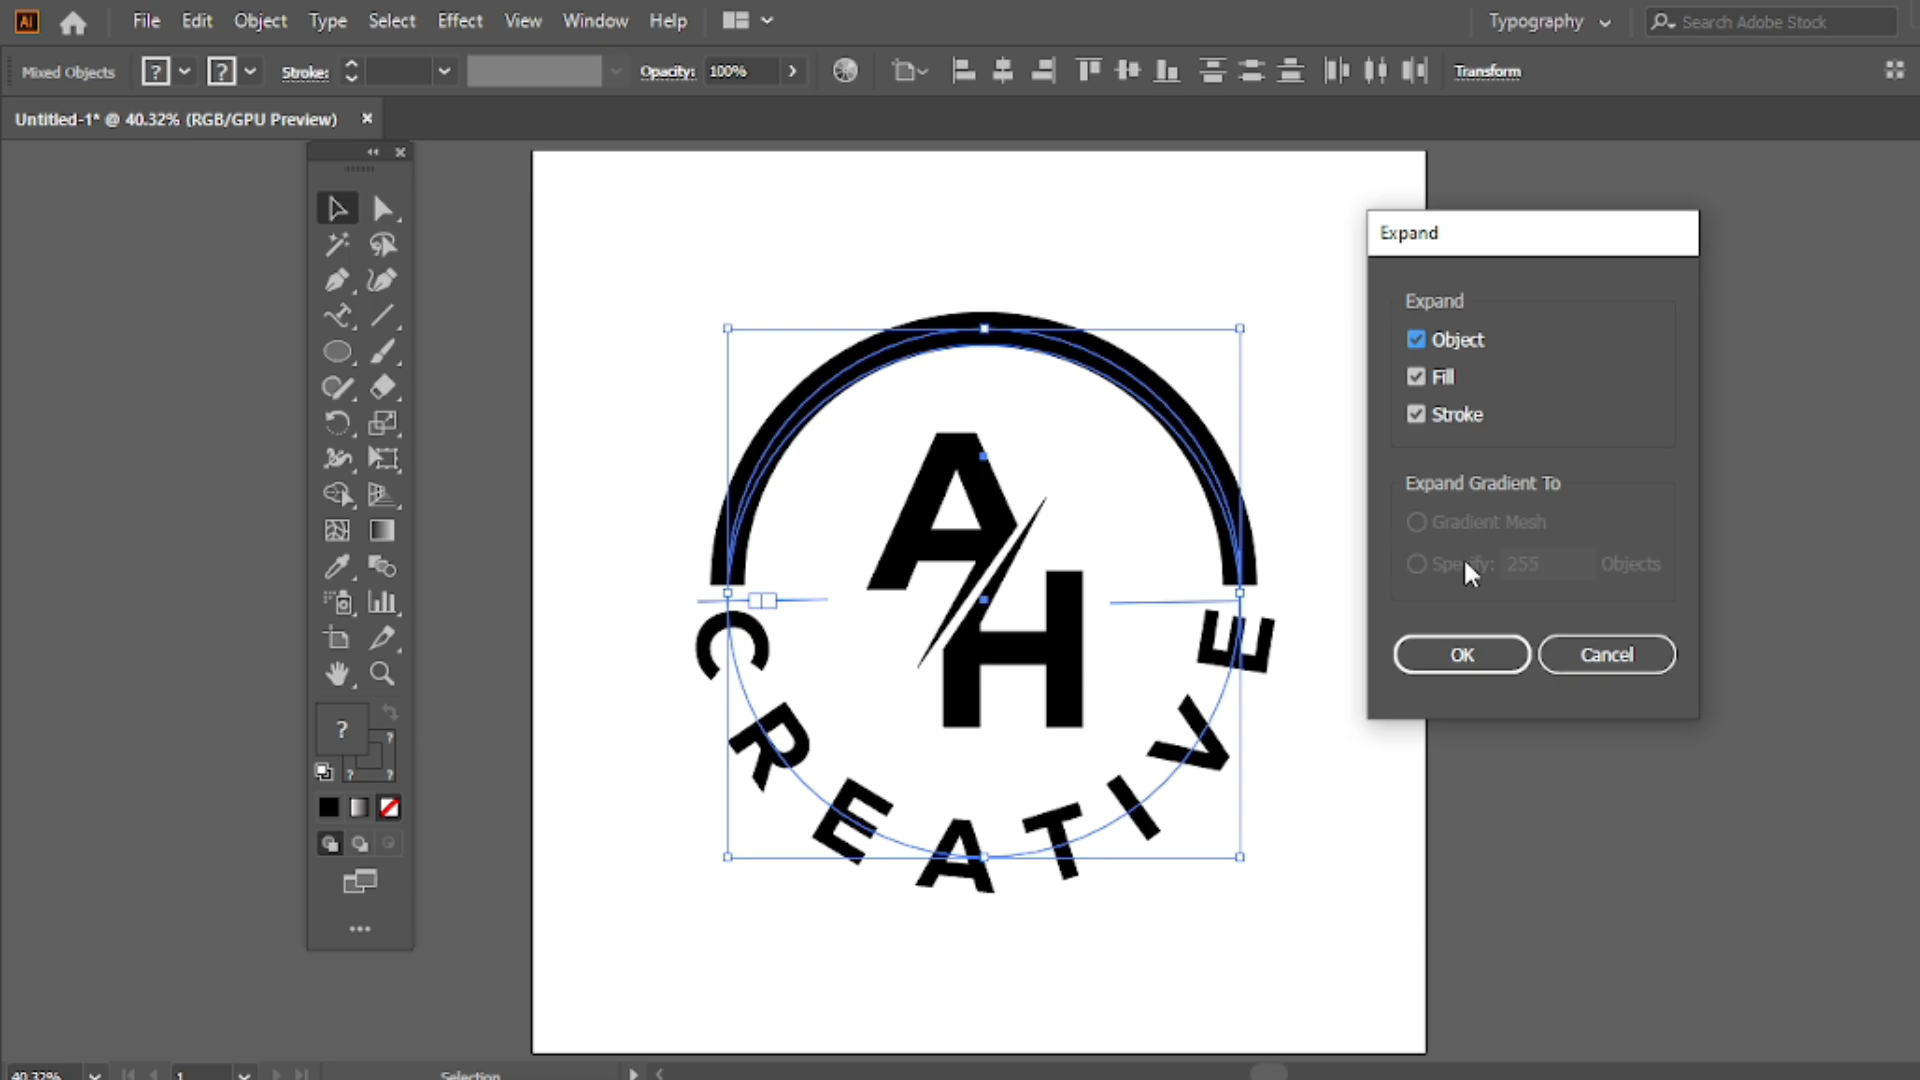 Ai File Edit Object Type Select Effect View Window Help Typography Search Adobe Stock
Mixed Objects ? ? Stroke: Opacity: 100% Transform
Untitled-1* @ 40.32% (RGB/GPU Preview)
Expand
Expand
Object
Fill
Stroke
Expand Gradient To
Gradient Mesh
Specify: 255 Objects
OK Cancel
A
H
CREATIVE
?
?
? ?
40.32% 1 Selection